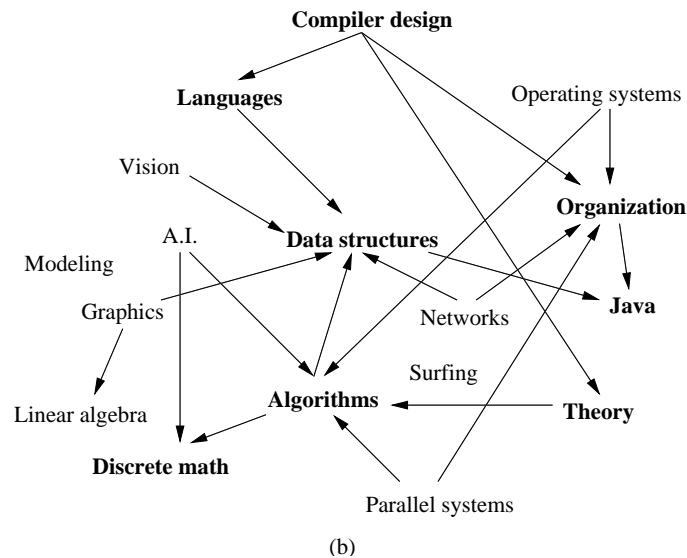 Compiler design
Languages
Operating systems
Vision
Organization
A.I.
Data structures
Modeling
Graphics
Networks
Java
Surfing
Linear algebra
Algorithms
Theory
Discrete math
Parallel systems
(b)